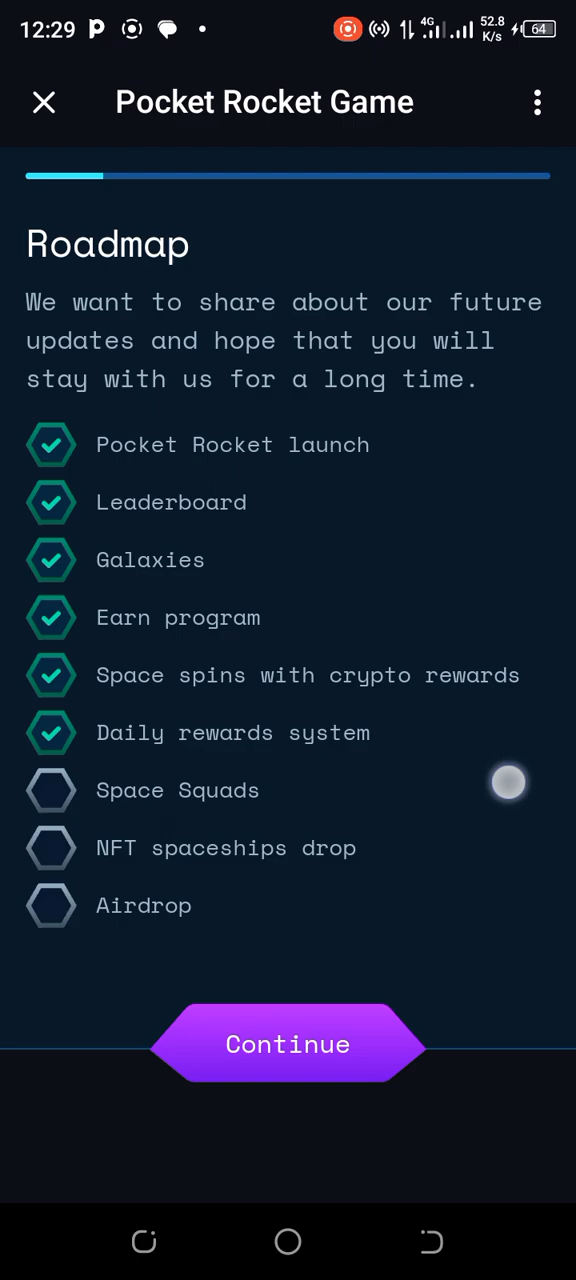 12:29
4G
52.8
K/s
64
Pocket Rocket Game
Roadmap
We want to share about our future
updates and hope that you will
stay with us for a long time.
Pocket Rocket launch
Leaderboard
Galaxies
Earn program
Space spins with crypto rewards
Daily rewards system
Space Squads
NFT spaceships drop
Airdrop
Continue